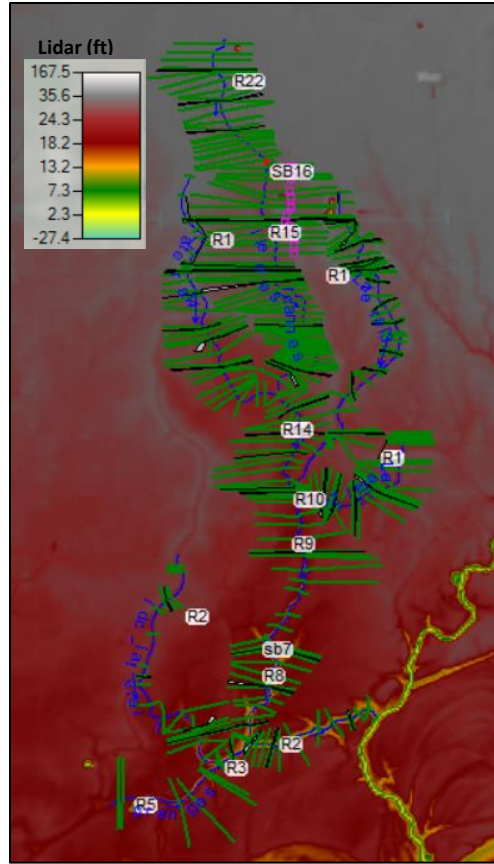 Lidar (ft)
167.5
35.6
24.3
18.2
13.2
7.3
2.3
-27.4
R22
SB16
R15
R1
R1
R14
R1
R10
R9
R2
sb7
R8
R2
R3
R5